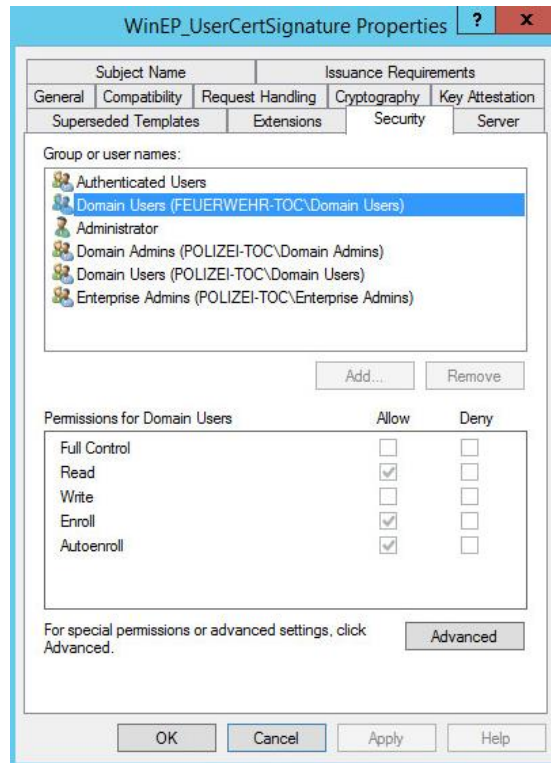 WinEP_UserCertSignature Properties ? x
Subject Name Issuance Requirements
General Compatibility Request Handling Cryptography Key Attestation
Superseded Templates Extensions Security Server
Group or user names:
Authenticated Users
Domain Users (FEUERWEHR-TOC\Domain Users)
Administrator
Domain Admins (POLIZEI-TOC\Domain Admins)
Domain Users (POLIZEI-TOC\Domain Users)
Enterprise Admins (POLIZEI-TOC\Enterprise Admins)
Add... Remove
Permissions for Domain Users Allow Deny
Full Control
Read
Write
Enroll
Autoenroll
For special permissions or advanced settings, click
Advanced.
Advanced
OK Cancel Apply Help